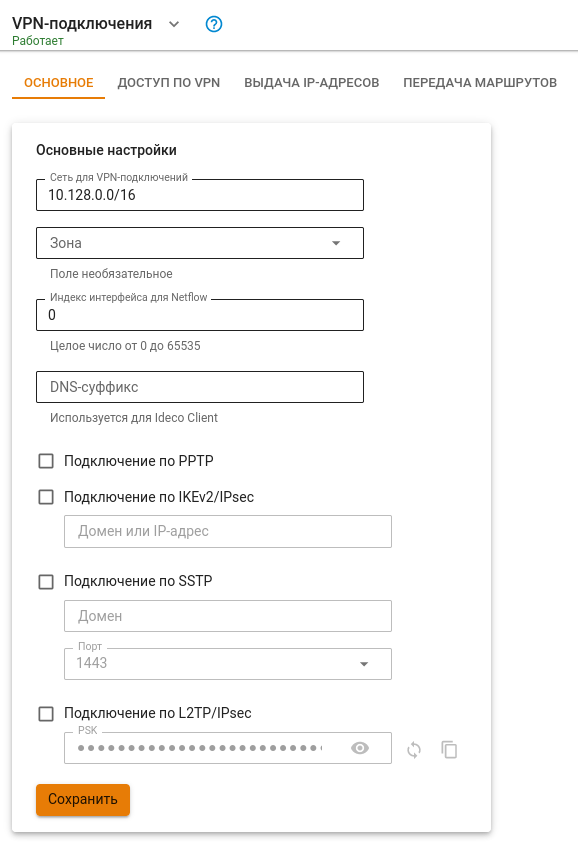 VPN-подключения
Работает
ОСНОВНОЕ ДОСТУП ПО VPN ВЫДАЧА IP-АДРЕСОВ ПЕРЕДАЧА МАРШРУТОВ
Основные настройки
Сеть для VPN-подключений
10.128.0.0/16
Зона
Поле необязательное
Индекс интерфейса для Netflow
0
Целое число от 0 до 65535
DNS-суффикс
Используется для Ideco Client
Подключение по PPTP
Подключение по IKEv2/IPsec
Домен или IP-адрес
Подключение по SSTP
Домен
Порт
1443
Подключение по L2TP/IPsec
PSK
Сохранить